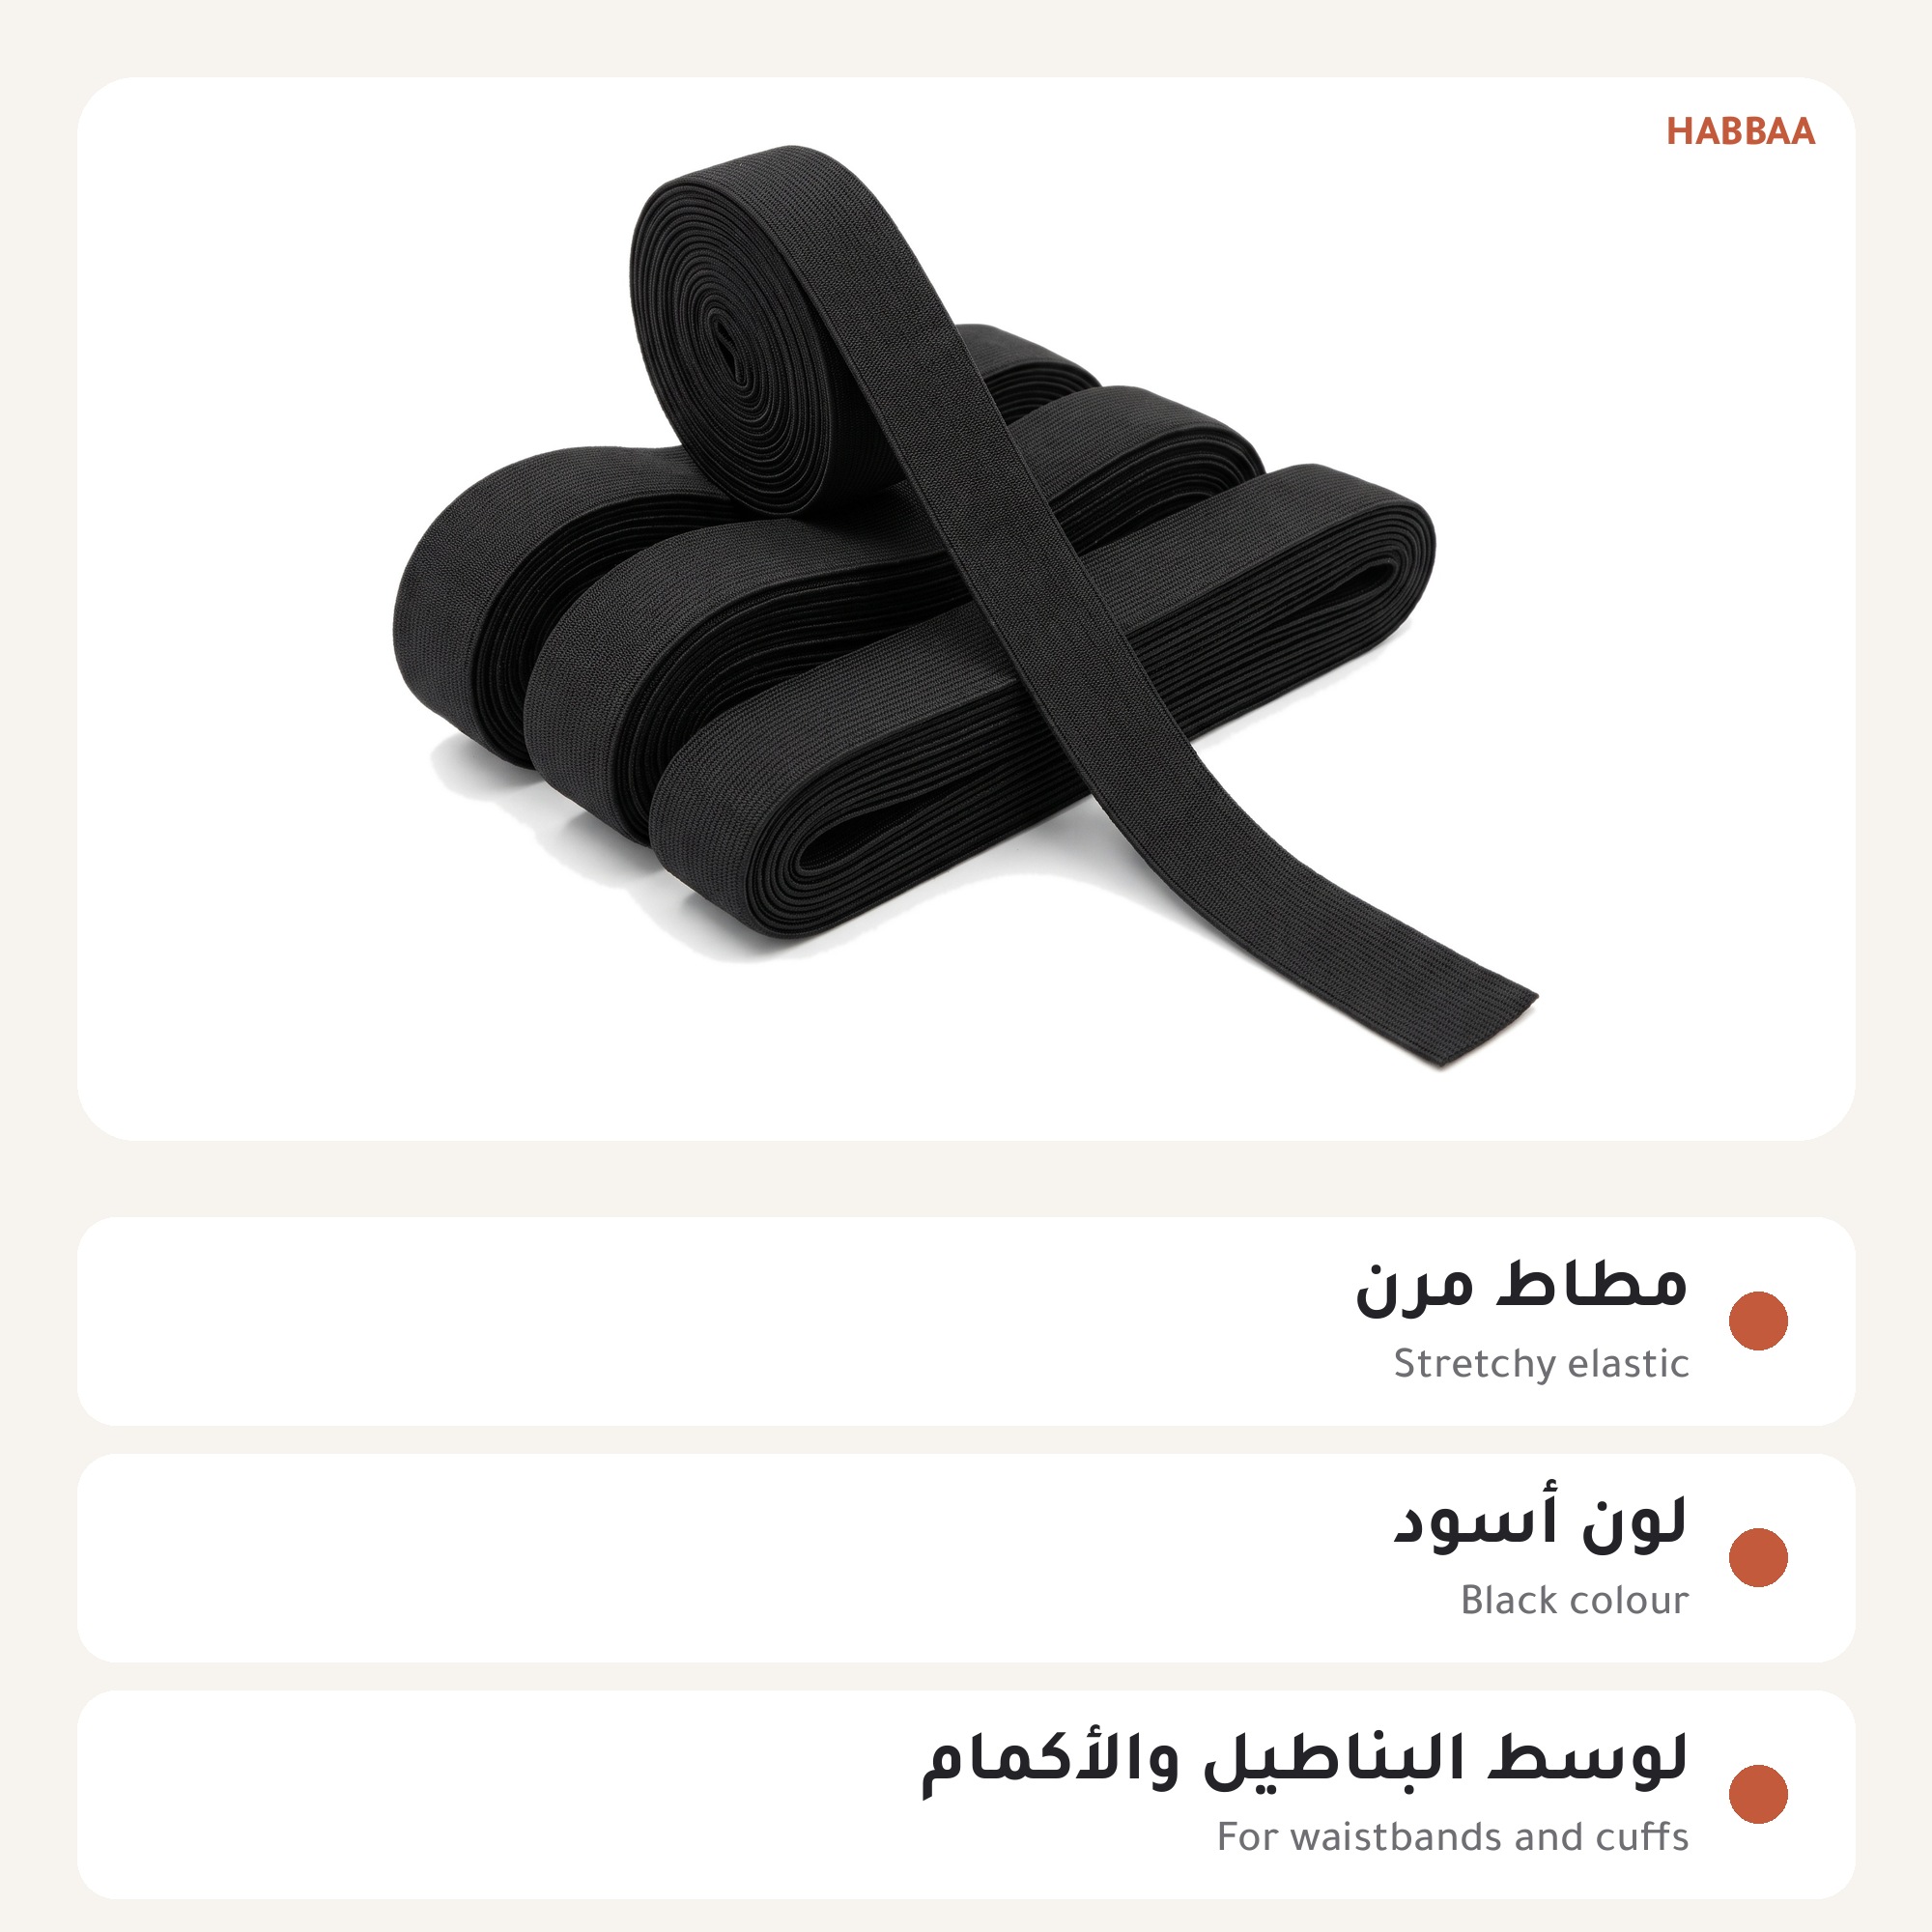 HABBAA
مطاط مرن
Stretchy elastic
لون أسود
Black colour
لوسط البناطيل والأكمام
For waistbands and cuffs